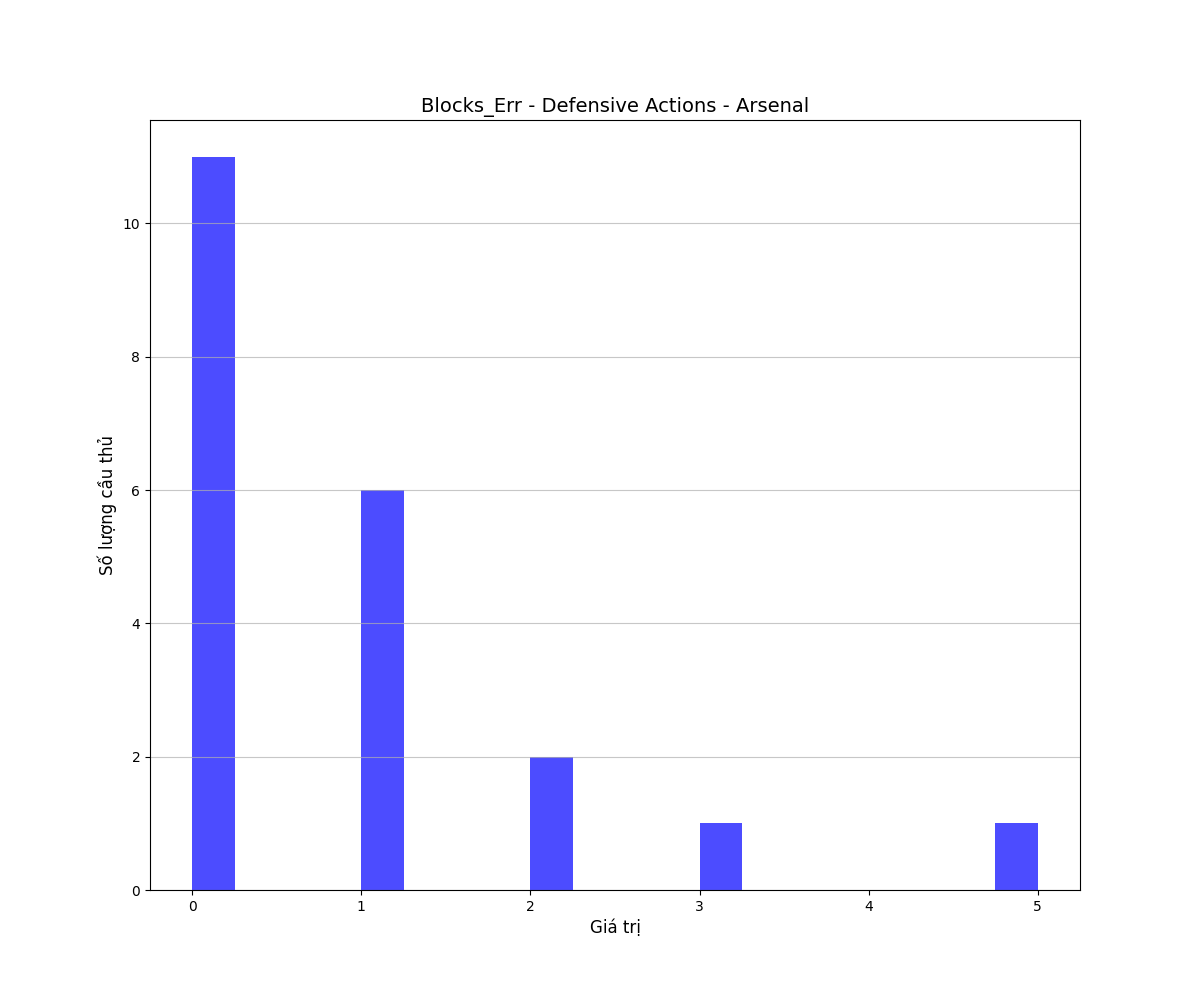 Blocks_Err - Defensive Actions - Arsenal
10
8
6
4
2
0
Số lượng cầu thủ
0 1 2 3 4 5
Giá trị